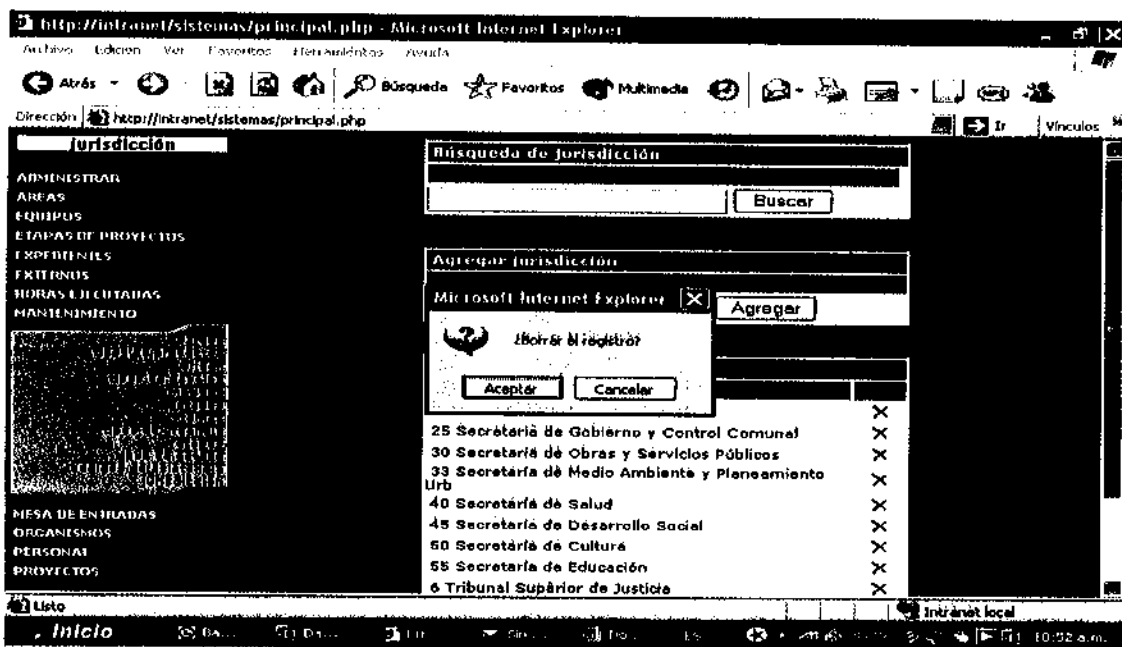 http://intranet/sistemas/principal.php - Microsoft Internet Explorer
Archivo Edición Ver Favoritos Herramientas Ayuda
Atrás Búsqueda Favoritos Multimedia
Dirección http://intranet/sistemas/principal.php Ir Vínculos
jurisdicción
ADMINISTRAR
AREAS
EQUIPOS
ETAPAS DE PROYECTOS
EXPEDIENTES
EXTERNOS
HORAS EJECUTADAS
MANTENIMIENTO
MESA DE ENTRADAS
ORGANISMOS
PERSONAL
PROYECTOS
Búsqueda de jurisdicción
Buscar
Agregar jurisdicción
Agregar
Microsoft Internet Explorer
¿Borrar el registro?
Aceptar Cancelar
25 Secretaría de Gobierno y Control Comunal
30 Secretaría de Obras y Servicios Públicos
33 Secretaría de Medio Ambiente y Planeamiento
Urb
40 Secretaría de Salud
45 Secretaría de Desarrollo Social
50 Secretaría de Cultura
55 Secretaría de Educación
6 Tribunal Superior de Justicia
Listo Intranet local
Inicio 10:52 a.m.